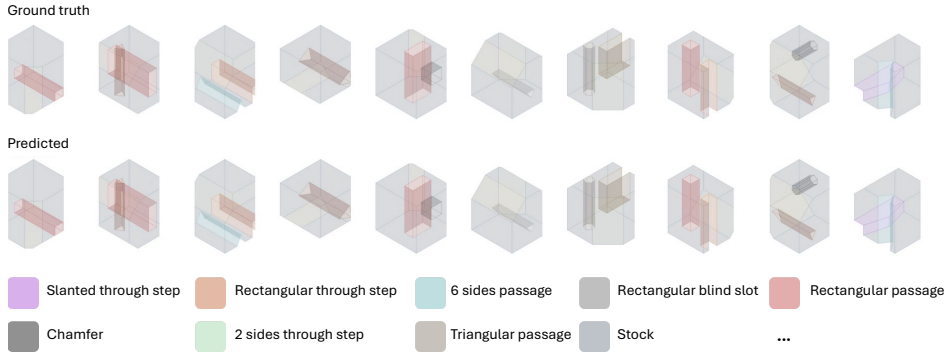 Ground truth
Predicted
Slanted through step
Rectangular through step
6 sides passage
Rectangular blind slot
Rectangular passage
Chamfer
2 sides through step
Triangular passage
Stock
...